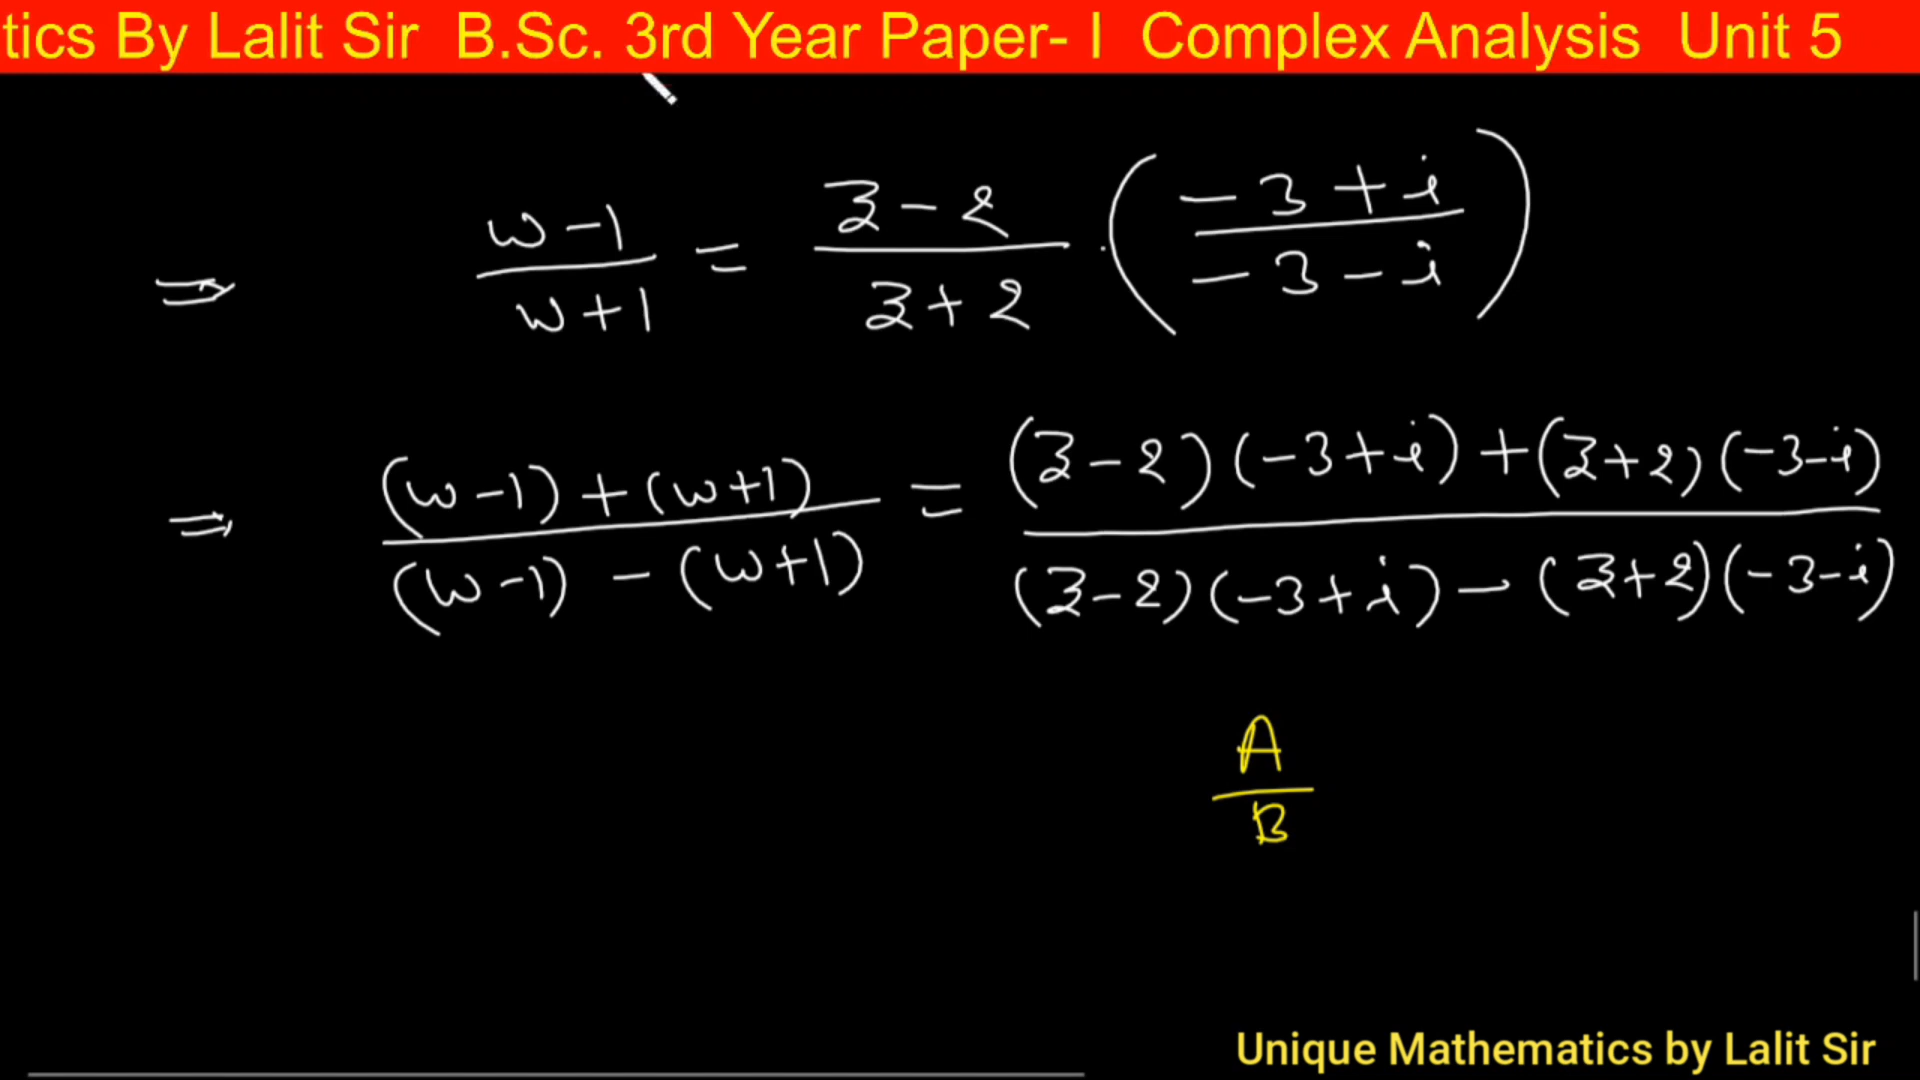 tics By Lalit Sir B.Sc. 3rd Year Paper- I Complex Analysis Unit 5
⇒ (w-1)/(w+1) = (z-2)/(z+2) · ((-3+i)/(-3-i))
⇒ ((w-1)+(w+1))/((w-1)-(w+1)) = ((z-2)(-3+i)+(z+2)(-3-i))/((z-2)(-3+i)-(z+2)(-3-i))
A/B
Unique Mathematics by Lalit Sir